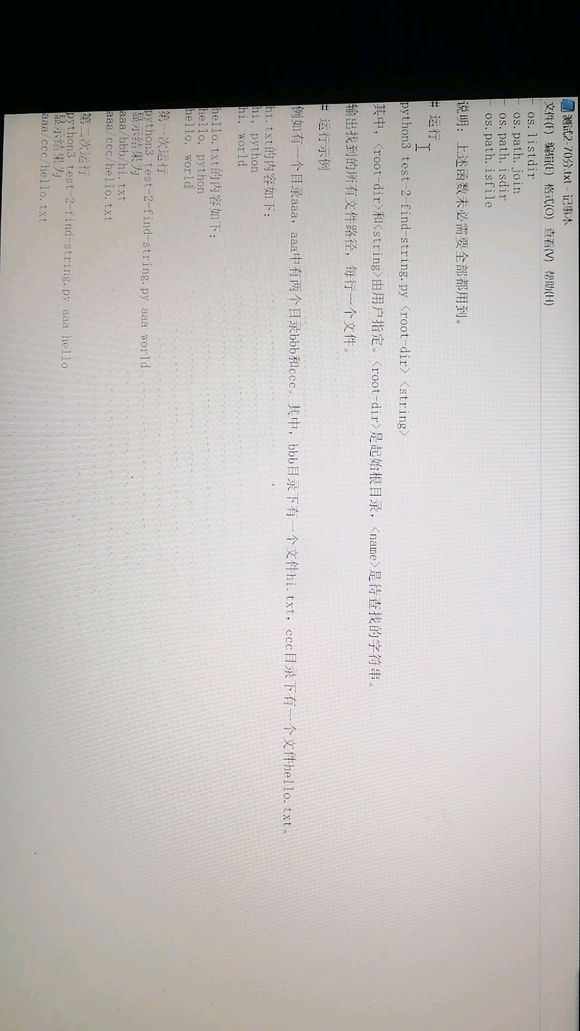 测试2-70分.txt - 记事本
文件(F) 编辑(E) 格式(O) 查看(V) 帮助(H)
- os.listdir
- os.path.join
- os.path.isdir
- os.path.isfile
说明：上述函数未必需要全部都用到。
# 运行
python3 test-2-find-string.py <root-dir> <string>
其中，<root-dir>和<string>由用户指定。<root-dir>是起始根目录，<name>是待查找的字符串。
输出找到的所有文件路径，每行一个文件。
# 运行示例
例如有一个目录aaa，aaa中有两个目录bbb和ccc。其中，bbb目录下有一个文件hi.txt，ccc目录下有一个文件hello.txt。
hi.txt的内容如下：
hi, python
hi, world
hello.txt的内容如下：
hello, python
hello, world
第一次运行
python3 test-2-find-string.py aaa world
显示结果为
aaa/bbb/hi.txt
aaa/ccc/hello.txt
第二次运行
python3 test-2-find-string.py aaa hello
显示结果为
aaa/ccc/hello.txt